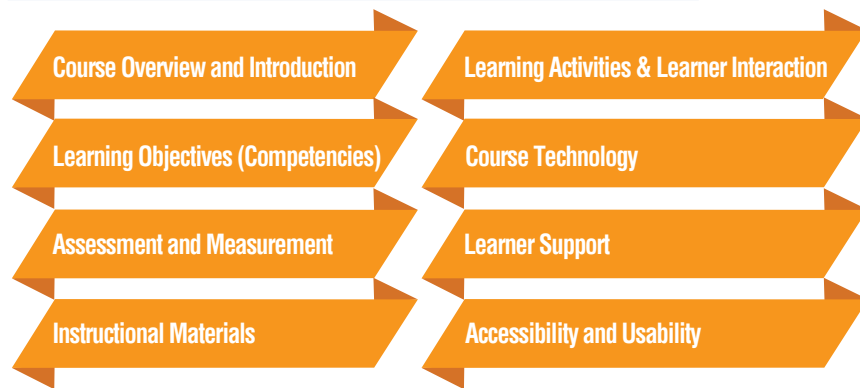 Course Overview and Introduction
Learning Objectives (Competencies)
Assessment and Measurement
Instructional Materials
Learning Activities & Learner Interaction
Course Technology
Learner Support
Accessibility and Usability